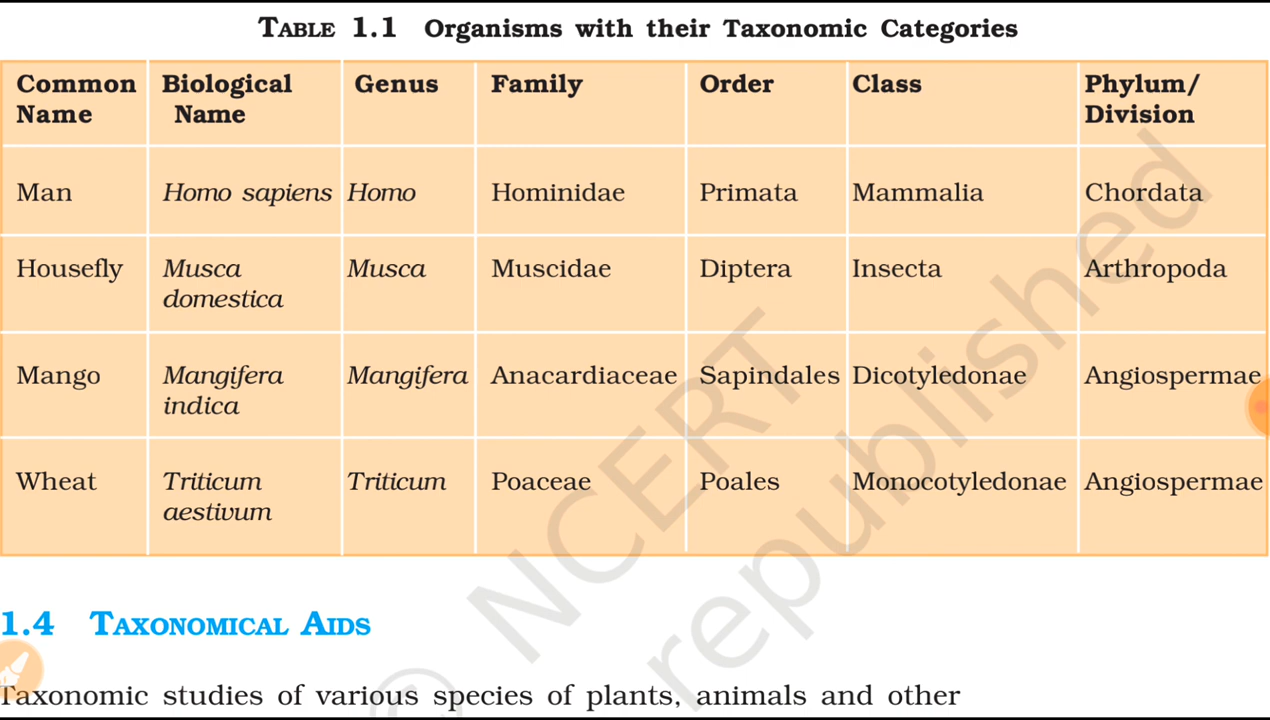 TABLE 1.1 Organisms with their Taxonomic Categories
Common Name Biological Name Genus Family Order Class Phylum/ Division
Man Homo sapiens Homo Hominidae Primata Mammalia Chordata
Housefly Musca domestica Musca Muscidae Diptera Insecta Arthropoda
Mango Mangifera indica Mangifera Anacardiaceae Sapindales Dicotyledonae Angiospermae
Wheat Triticum aestivum Triticum Poaceae Poales Monocotyledonae Angiospermae
1.4 TAXONOMICAL AIDS
Taxonomic studies of various species of plants, animals and other
© NCERT
republished